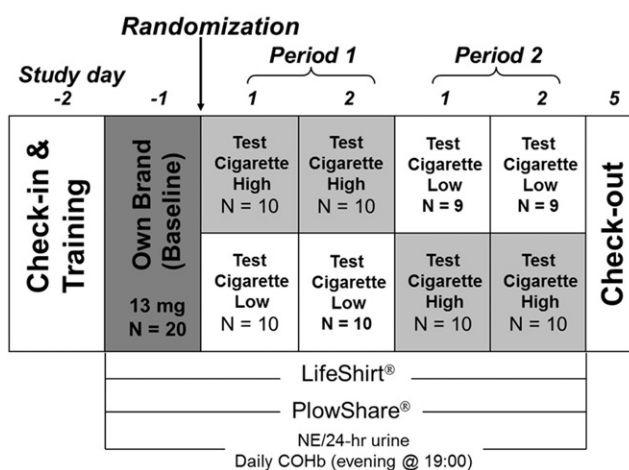 Randomization
Study day
Period 1
Period 2
-2
-1
1
2
1
2
5
Check-in &
Training
Own Brand
(Baseline)
13 mg
N = 20
Test
Cigarette
High
N = 10
Test
Cigarette
High
N = 10
Test
Cigarette
Low
N = 9
Test
Cigarette
Low
N = 9
Test
Cigarette
Low
N = 10
Test
Cigarette
Low
N = 10
Test
Cigarette
High
N = 10
Test
Cigarette
High
N = 10
Check-out
LifeShirt®
PlowShare®
NE/24-hr urine
Daily COHb (evening @ 19:00)